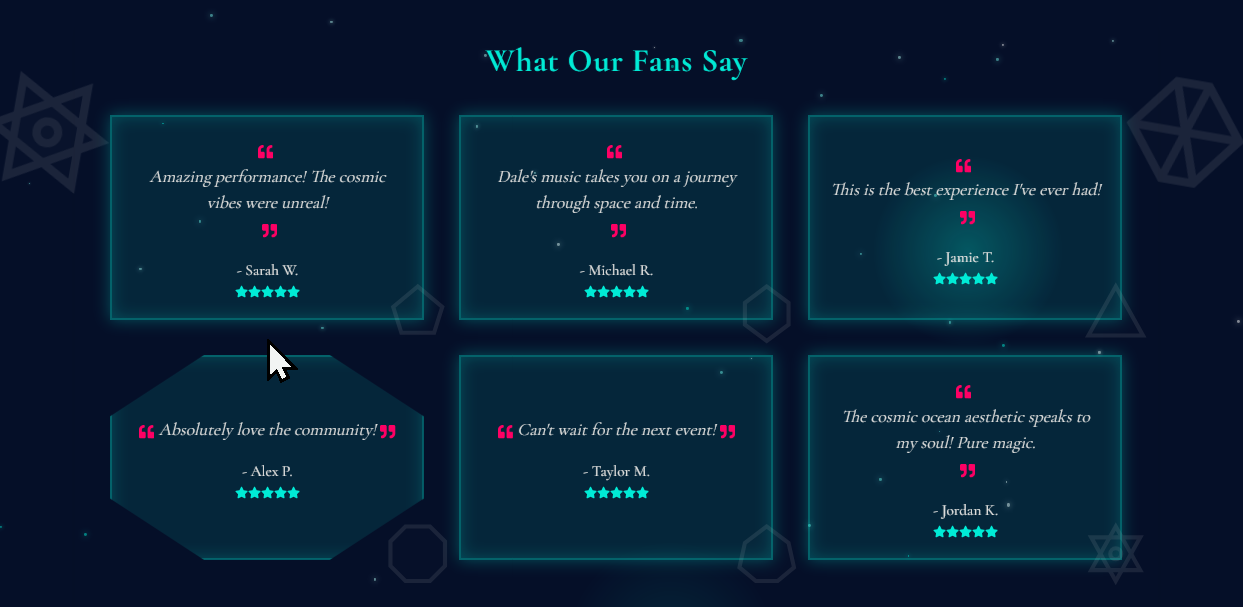 What Our Fans Say
“
Amazing performance! The cosmic
vibes were unreal!
”
- Sarah W.
“
Dale's music takes you on a journey
through space and time.
”
- Michael R.
“
This is the best experience I've ever had!
”
- Jamie T.
“ Absolutely love the community! ”
- Alex P.
“ Can't wait for the next event! ”
- Taylor M.
“
The cosmic ocean aesthetic speaks to
my soul! Pure magic.
”
- Jordan K.